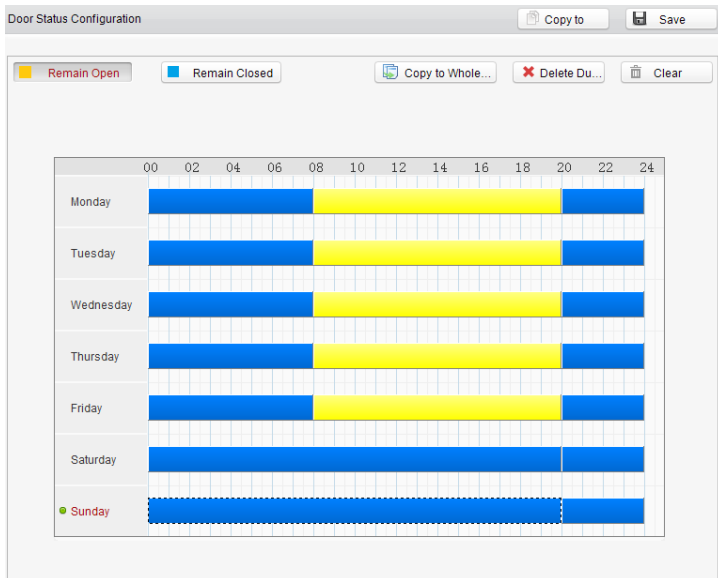 Door Status Configuration Copy to Save
Remain Open Remain Closed Copy to Whole... Delete Du... Clear
00 02 04 06 08 10 12 14 16 18 20 22 24
Monday
Tuesday
Wednesday
Thursday
Friday
Saturday
Sunday